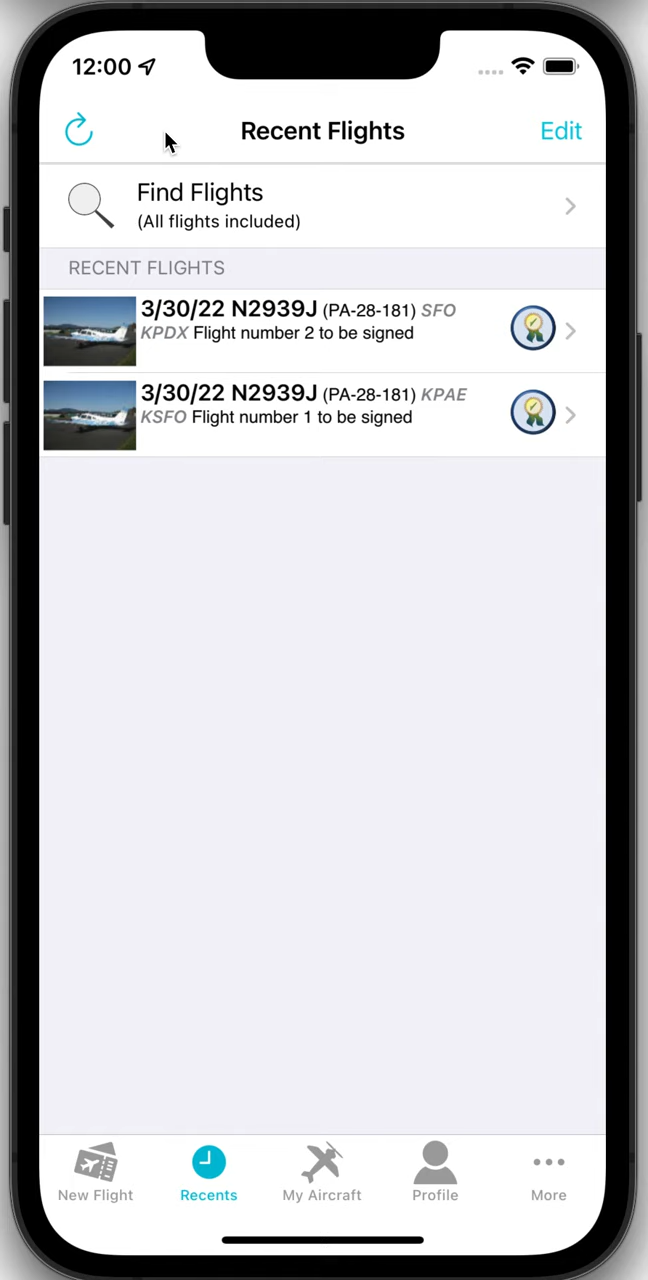 12:00
Recent Flights
Edit
Find Flights
(All flights included)
RECENT FLIGHTS
3/30/22 N2939J (PA-28-181) SFO
KPDX Flight number 2 to be signed
3/30/22 N2939J (PA-28-181) KPAE
KSFO Flight number 1 to be signed
New Flight
Recents
My Aircraft
Profile
More